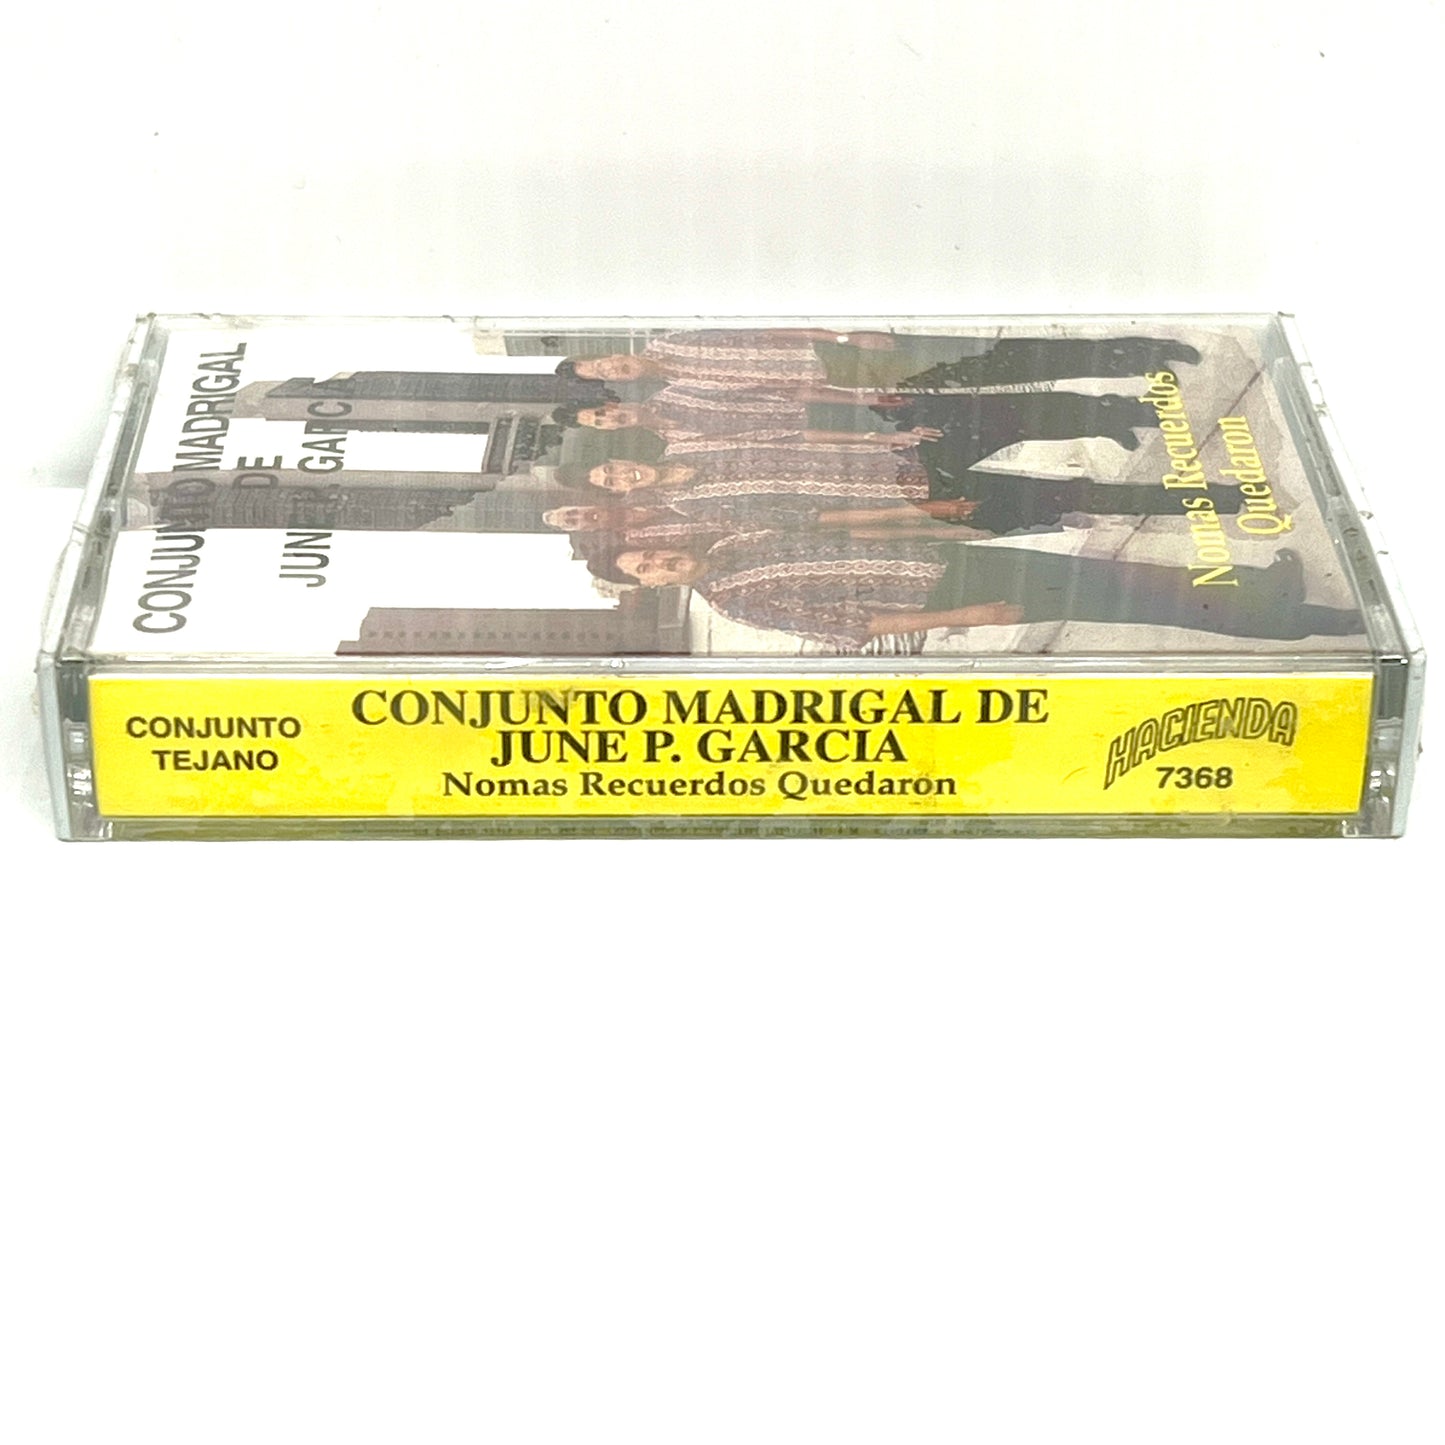 CONJUNTO MADRIGAL
DE
JUNE P. GARCIA
Nomas Recuerdos
Quedaron
CONJUNTO
TEJANO
CONJUNTO MADRIGAL DE
JUNE P. GARCIA
Nomas Recuerdos Quedaron
HACIENDA
7368